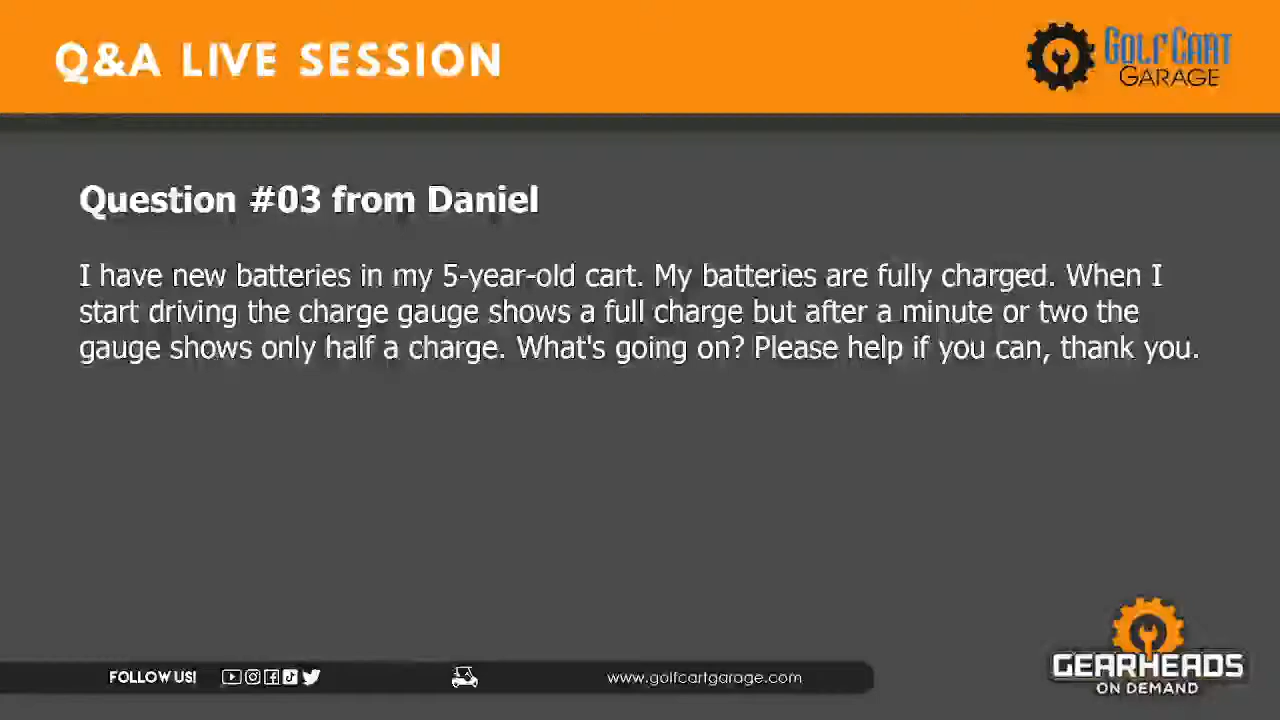 Q&A LIVE SESSION
GOLF CART
GARAGE
Question #03 from Daniel
I have new batteries in my 5-year-old cart. My batteries are fully charged. When I
start driving the charge gauge shows a full charge but after a minute or two the
gauge shows only half a charge. What's going on? Please help if you can, thank you.
FOLLOW US!
www.golfcartgarage.com
GEARHEADS
ON DEMAND